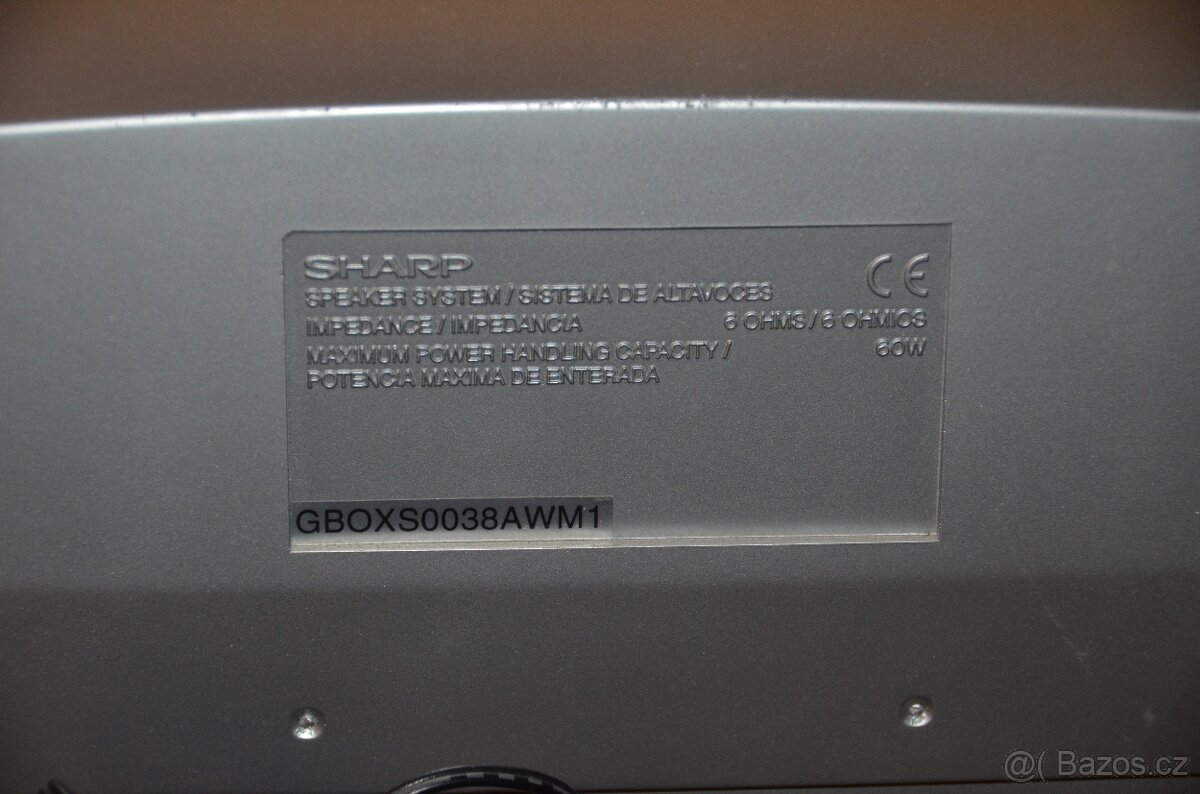 SHARP
CE
SPEAKER SYSTEM / SISTEMA DE ALTAVOCES
IMPEDANCE / IMPEDANCIA 6 OHMS / 6 OHMIOS
MAXIMUM POWER HANDLING CAPACITY / 60W
POTENCIA MAXIMA DE ENTERADA
GBOXS0038AWM1
@( Bazos.cz